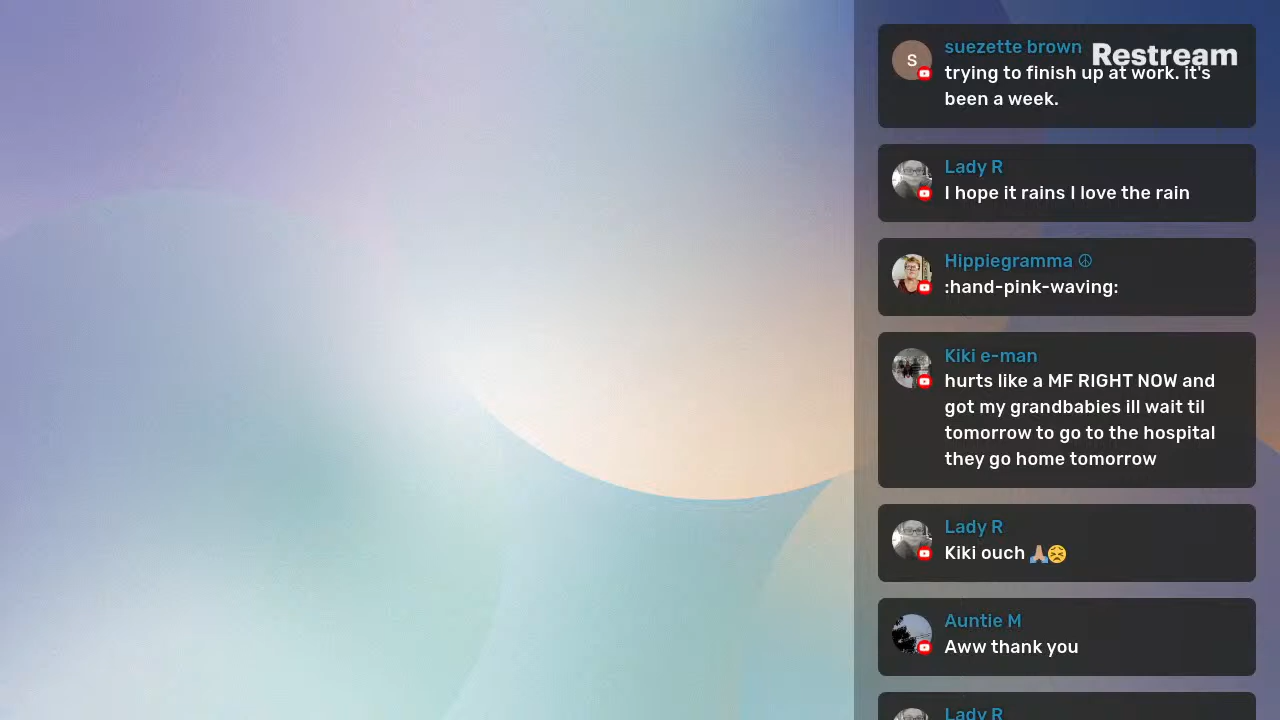 suezette brown
Restream
trying to finish up at work. it's
been a week.
Lady R
I hope it rains I love the rain
Hippiegramma ☮
:hand-pink-waving:
Kiki e-man
hurts like a MF RIGHT NOW and
got my grandbabies ill wait til
tomorrow to go to the hospital
they go home tomorrow
Lady R
Kiki ouch 🙏🏽😣
Auntie M
Aww thank you
Lady R
S